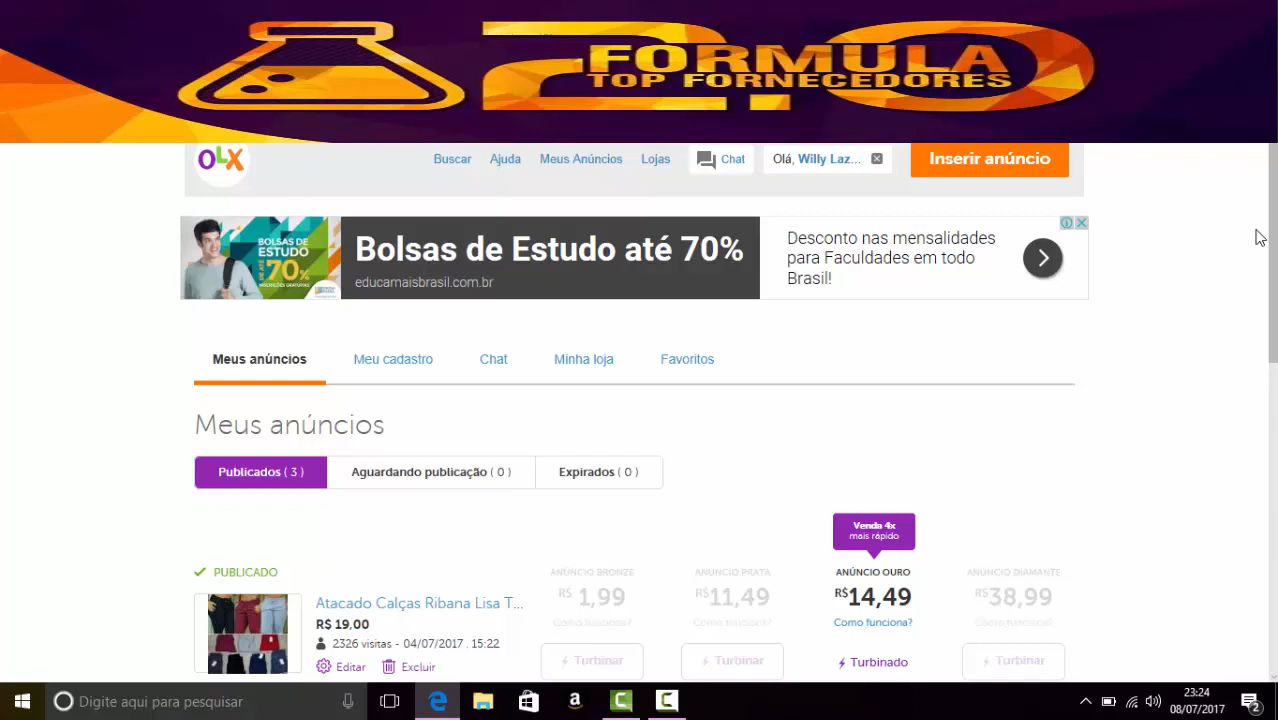 2.0
FORMULA
TOP FORNECEDORES
OLX
Buscar
Ajuda
Meus Anúncios
Lojas
Chat
Olá, Willy Laz...
Inserir anúncio
BOLSAS DE
ESTUDO
DE ATÉ
70%
INSCRIÇÕES GRATUITAS
Bolsas de Estudo até 70%
educamaisbrasil.com.br
Desconto nas mensalidades
para Faculdades em todo
Brasil!
Meus anúncios
Meu cadastro
Chat
Minha loja
Favoritos
Meus anúncios
Publicados ( 3 )
Aguardando publicação ( 0 )
Expirados ( 0 )
Venda 4x
mais rápido
PUBLICADO
ANÚNCIO BRONZE
ANÚNCIO PRATA
ANÚNCIO OURO
ANÚNCIO DIAMANTE
Atacado Calças Ribana Lisa T...
R$ 1,99
R$ 11,49
R$ 14,49
R$ 38,99
R$ 19,00
Como funciona?
Como funciona?
Como funciona?
Como funciona?
2326 visitas - 04/07/2017 . 15:22
Editar
Excluir
Turbinar
Turbinar
Turbinado
Turbinar
Digite aqui para pesquisar
23:24
08/07/2017
2